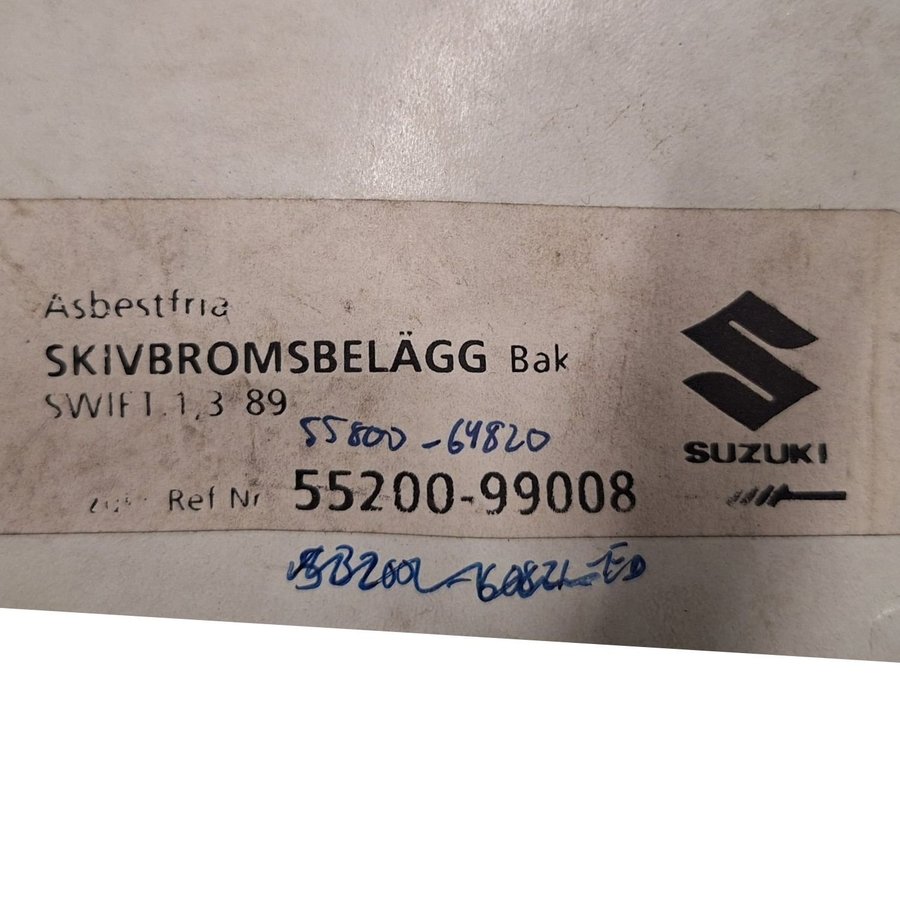 Asbestfria
SKIVBROMSBELÄGG Bak
SWIFT 1,3 89
55800-64820
Ref Nr 55200-99008
SUZUKI